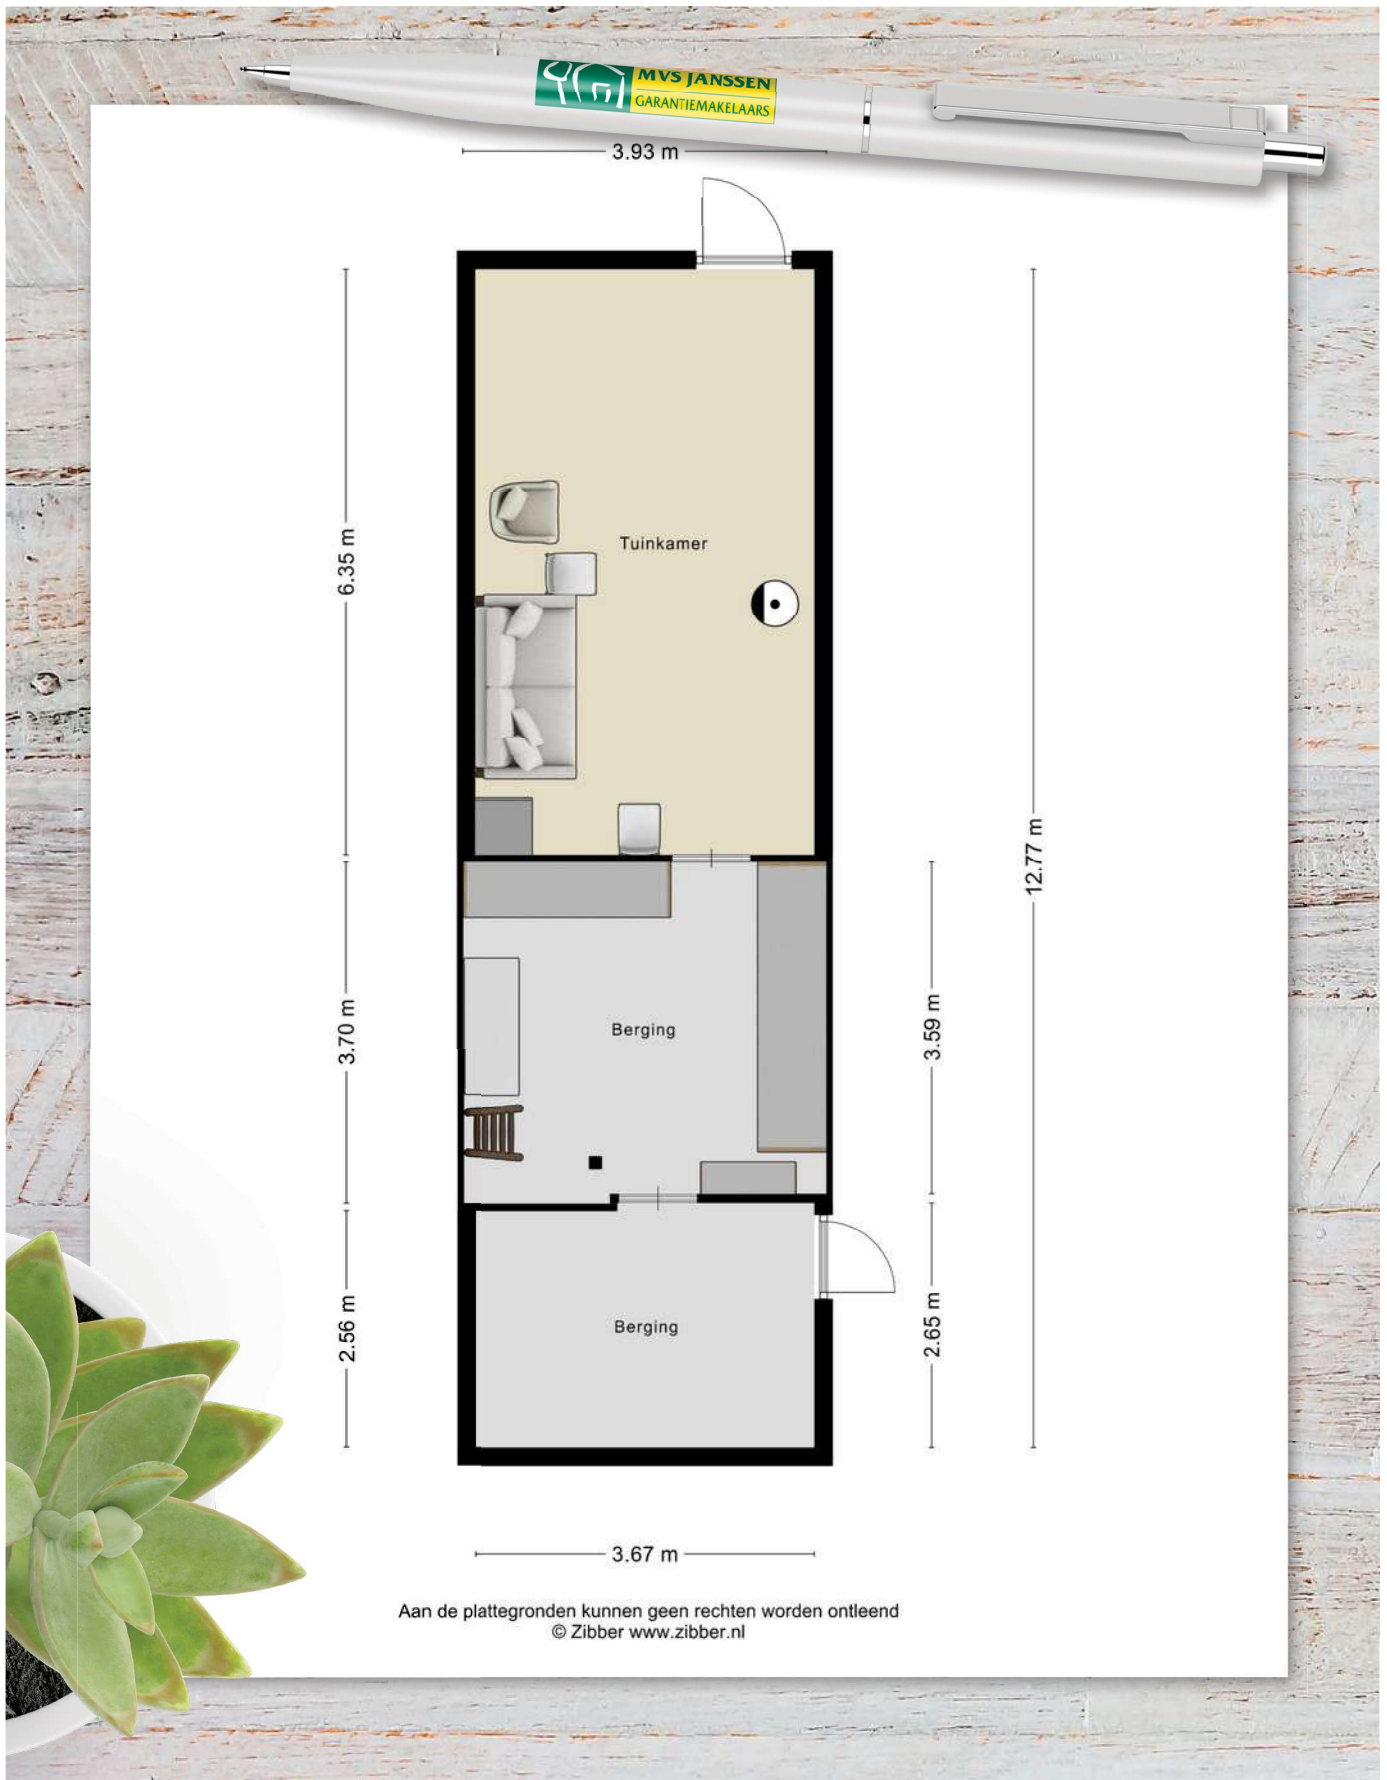 MVS JANSSEN
GARANTIEMAKELAARS
3.93 m
6.35 m
Tuinkamer
12.77 m
3.70 m
Berging
3.59 m
2.56 m
Berging
2.65 m
3.67 m
Aan de plattegronden kunnen geen rechten worden ontleend
© Zibber www.zibber.nl